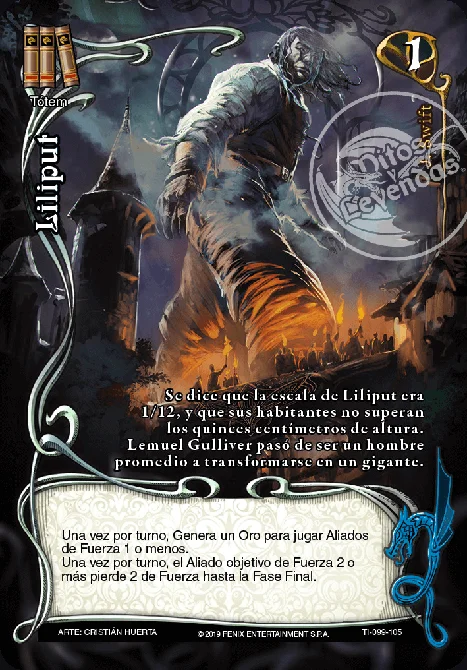 1
Tótem
Liliput
J. Swift
Mitos
y
Leyendas
Se dice que la escala de Liliput era
1/12, y que sus habitantes no superan
los quinces centímetros de altura.
Lemuel Gulliver pasó de ser un hombre
promedio a transformarse en un gigante.
Una vez por turno, Genera un Oro para jugar Aliados
de Fuerza 1 o menos.
Una vez por turno, el Aliado objetivo de Fuerza 2 o
más pierde 2 de Fuerza hasta la Fase Final.
ARTE: CRISTIÁN HUERTA
© 2019 FENIX ENTERTAINMENT S.P.A.
TI-099-105